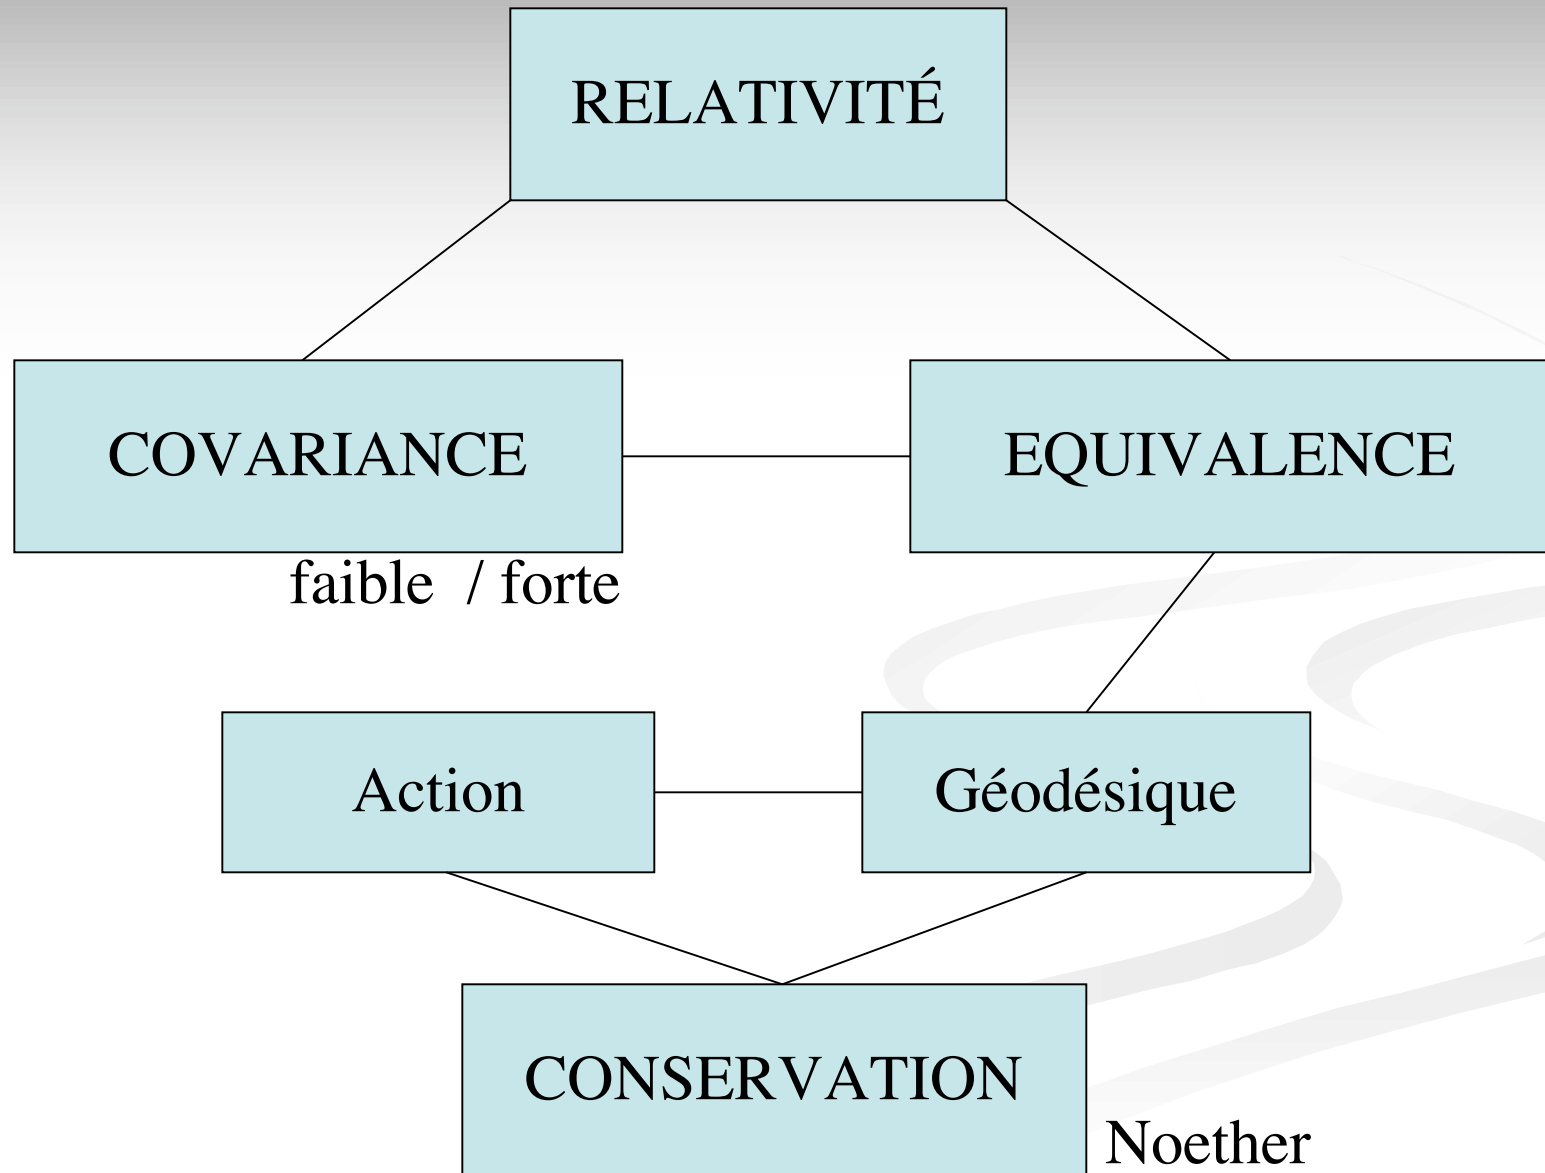 RELATIVITÉ
COVARIANCE
EQUIVALENCE
faible / forte
Action
Géodésique
CONSERVATION
Noether